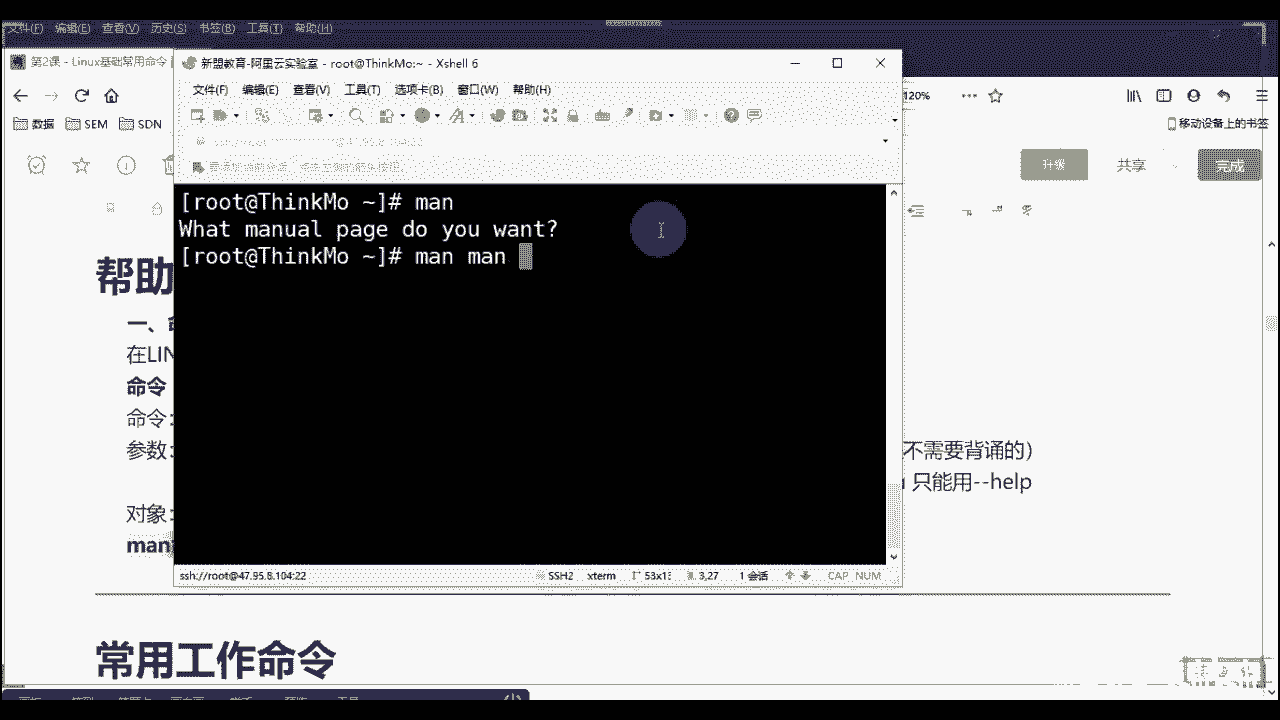 文件(F) 编辑(E) 查看(V) 历史(S) 书签(B) 工具(T) 帮助(H)
第2课 - Linux基础常用命令
新盟教育-阿里云实验室 - root@ThinkMo:~ - Xshell 6
文件(F) 编辑(E) 查看(V) 工具(T) 选项卡(B) 窗口(W) 帮助(H)
120%
数据 SEM SDN
移动设备上的书签
升级 共享 完成
[root@ThinkMo ~]# man
What manual page do you want?
[root@ThinkMo ~]# man man
帮助
一、
在LIN
命令
命令：
参数： 不需要背诵的）
只能用--help
对象：
man
ssh://root@47.95.8.104:22 SSH2 xterm 53x13 3,27 1 会话 CAP NUM
常用工作命令